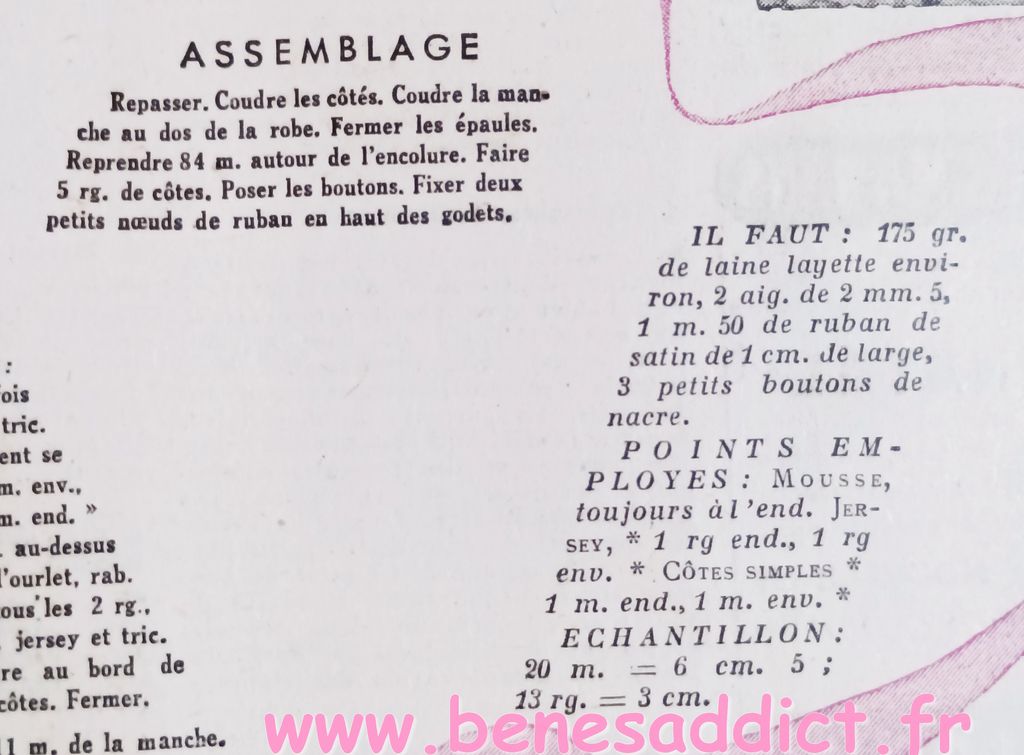 ASSEMBLAGE
Repasser. Coudre les côtés. Coudre la man-
che au dos de la robe. Fermer les épaules.
Reprendre 84 m. autour de l'encolure. Faire
5 rg. de côtes. Poser les boutons. Fixer deux
petits nœuds de ruban en haut des godets.
:
ois
tric.
ent se
m. env.,
m. end. »
. au-dessus
l'ourlet, rab.
ous les 2 rg.,
jersey et tric.
re au bord de
côtes. Fermer.
11 m. de la manche.
IL FAUT : 175 gr.
de laine layette envi-
ron, 2 aig. de 2 mm. 5,
1 m. 50 de ruban de
satin de 1 cm. de large,
3 petits boutons de
nacre.
POINTS EM-
PLOYES : MOUSSE,
toujours à l'end. JER-
SEY, * 1 rg end., 1 rg
env. * CÔTES SIMPLES *
1 m. end., 1 m. env. *
ECHANTILLON :
20 m. = 6 cm. 5 ;
13 rg. = 3 cm.
www.benesaddict.fr